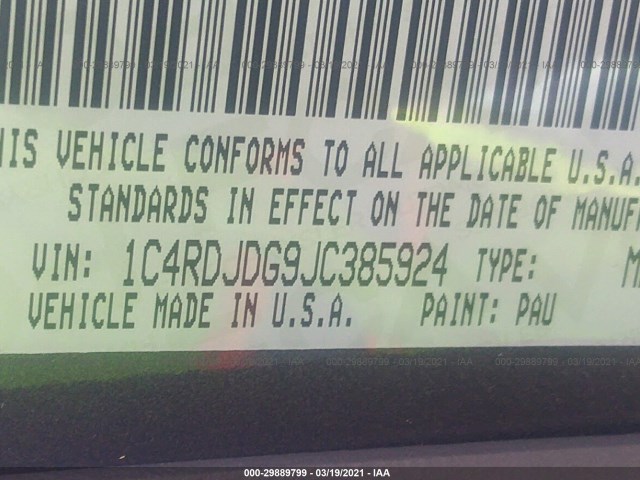 HIS VEHICLE CONFORMS TO ALL APPLICABLE U.S.A.
STANDARDS IN EFFECT ON THE DATE OF MANUF
VIN: 1C4RDJDG9JC385924 TYPE: M
VEHICLE MADE IN U.S.A. PAINT: PAU
000-29889799 - 03/19/2021 - IAA